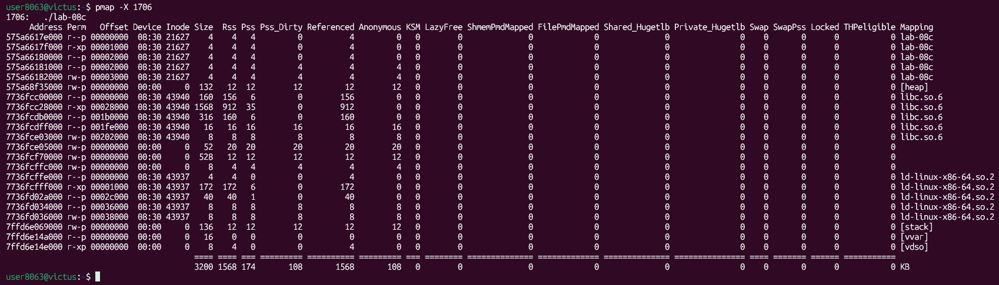 user8063@victus:~$ pmap -X 1706
1706:   ./lab-08c
     Address Perm   Offset Device Inode Size  Rss Pss Pss_Dirty Referenced Anonymous KSM LazyFree ShmemPmdMapped FilePmdMapped Shared_Hugetlb Private_Hugetlb Swap SwapPss Locked THPeligible Mapping
575a6617e000 r--p 00000000  08:30 21627    4    4   4         0          4         0   0        0              0             0              0               0    0       0      0           0 lab-08c
575a6617f000 r-xp 00001000  08:30 21627    4    4   4         0          4         0   0        0              0             0              0               0    0       0      0           0 lab-08c
575a66180000 r--p 00002000  08:30 21627    4    4   4         0          4         0   0        0              0             0              0               0    0       0      0           0 lab-08c
575a66181000 r--p 00002000  08:30 21627    4    4   4         4          4         4   0        0              0             0              0               0    0       0      0           0 lab-08c
575a66182000 rw-p 00003000  08:30 21627    4    4   4         4          4         4   0        0              0             0              0               0    0       0      0           0 lab-08c
575a68f35000 rw-p 00000000  00:00     0  132   12  12        12         12        12   0        0              0             0              0               0    0       0      0           0 [heap]
7736fcc00000 r--p 00000000  08:30 43940  160  156   6         0        156         0   0        0              0             0              0               0    0       0      0           0 libc.so.6
7736fcc28000 r-xp 00028000  08:30 43940 1568  912  35         0        912         0   0        0              0             0              0               0    0       0      0           0 libc.so.6
7736fcdb0000 r--p 001b0000  08:30 43940  316  160   6         0        160         0   0        0              0             0              0               0    0       0      0           0 libc.so.6
7736fcdff000 r--p 001fe000  08:30 43940   16   16  16        16         16        16   0        0              0             0              0               0    0       0      0           0 libc.so.6
7736fce03000 rw-p 00202000  08:30 43940    8    8   8         8          8         8   0        0              0             0              0               0    0       0      0           0 libc.so.6
7736fce05000 rw-p 00000000  00:00     0   52   20  20        20         20        20   0        0              0             0              0               0    0       0      0           0
7736fcf70000 rw-p 00000000  00:00     0  528   12  12        12         12        12   0        0              0             0              0               0    0       0      0           0
7736fcffc000 rw-p 00000000  00:00     0    8    4   4         4          4         4   0        0              0             0              0               0    0       0      0           0
7736fcffe000 r--p 00000000  08:30 43937    4    4   0         0          4         0   0        0              0             0              0               0    0       0      0           0 ld-linux-x86-64.so.2
7736fcfff000 r-xp 00001000  08:30 43937  172  172   6         0        172         0   0        0              0             0              0               0    0       0      0           0 ld-linux-x86-64.so.2
7736fd02a000 r--p 0002c000  08:30 43937   40   40   1         0         40         0   0        0              0             0              0               0    0       0      0           0 ld-linux-x86-64.so.2
7736fd034000 r--p 00036000  08:30 43937    8    8   8         8          8         8   0        0              0             0              0               0    0       0      0           0 ld-linux-x86-64.so.2
7736fd036000 rw-p 00038000  08:30 43937    8    8   8         8          8         8   0        0              0             0              0               0    0       0      0           0 ld-linux-x86-64.so.2
7ffd6e069000 rw-p 00000000  00:00     0  136   12  12        12         12        12   0        0              0             0              0               0    0       0      0           0 [stack]
7ffd6e14a000 r--p 00000000  00:00     0   16    0   0         0          0         0   0        0              0             0              0               0    0       0      0           0 [vvar]
7ffd6e14e000 r-xp 00000000  00:00     0    8    4   0         0          4         0   0        0              0             0              0               0    0       0      0           0 [vdso]
                                        ==== ==== === ========= ========== ========= === ======== ============== ============= ============== =============== ==== ======= ====== ===========
                                        3200 1568 174       108       1568       108   0        0              0             0              0               0    0       0      0           0 KB
user8063@victus:~$